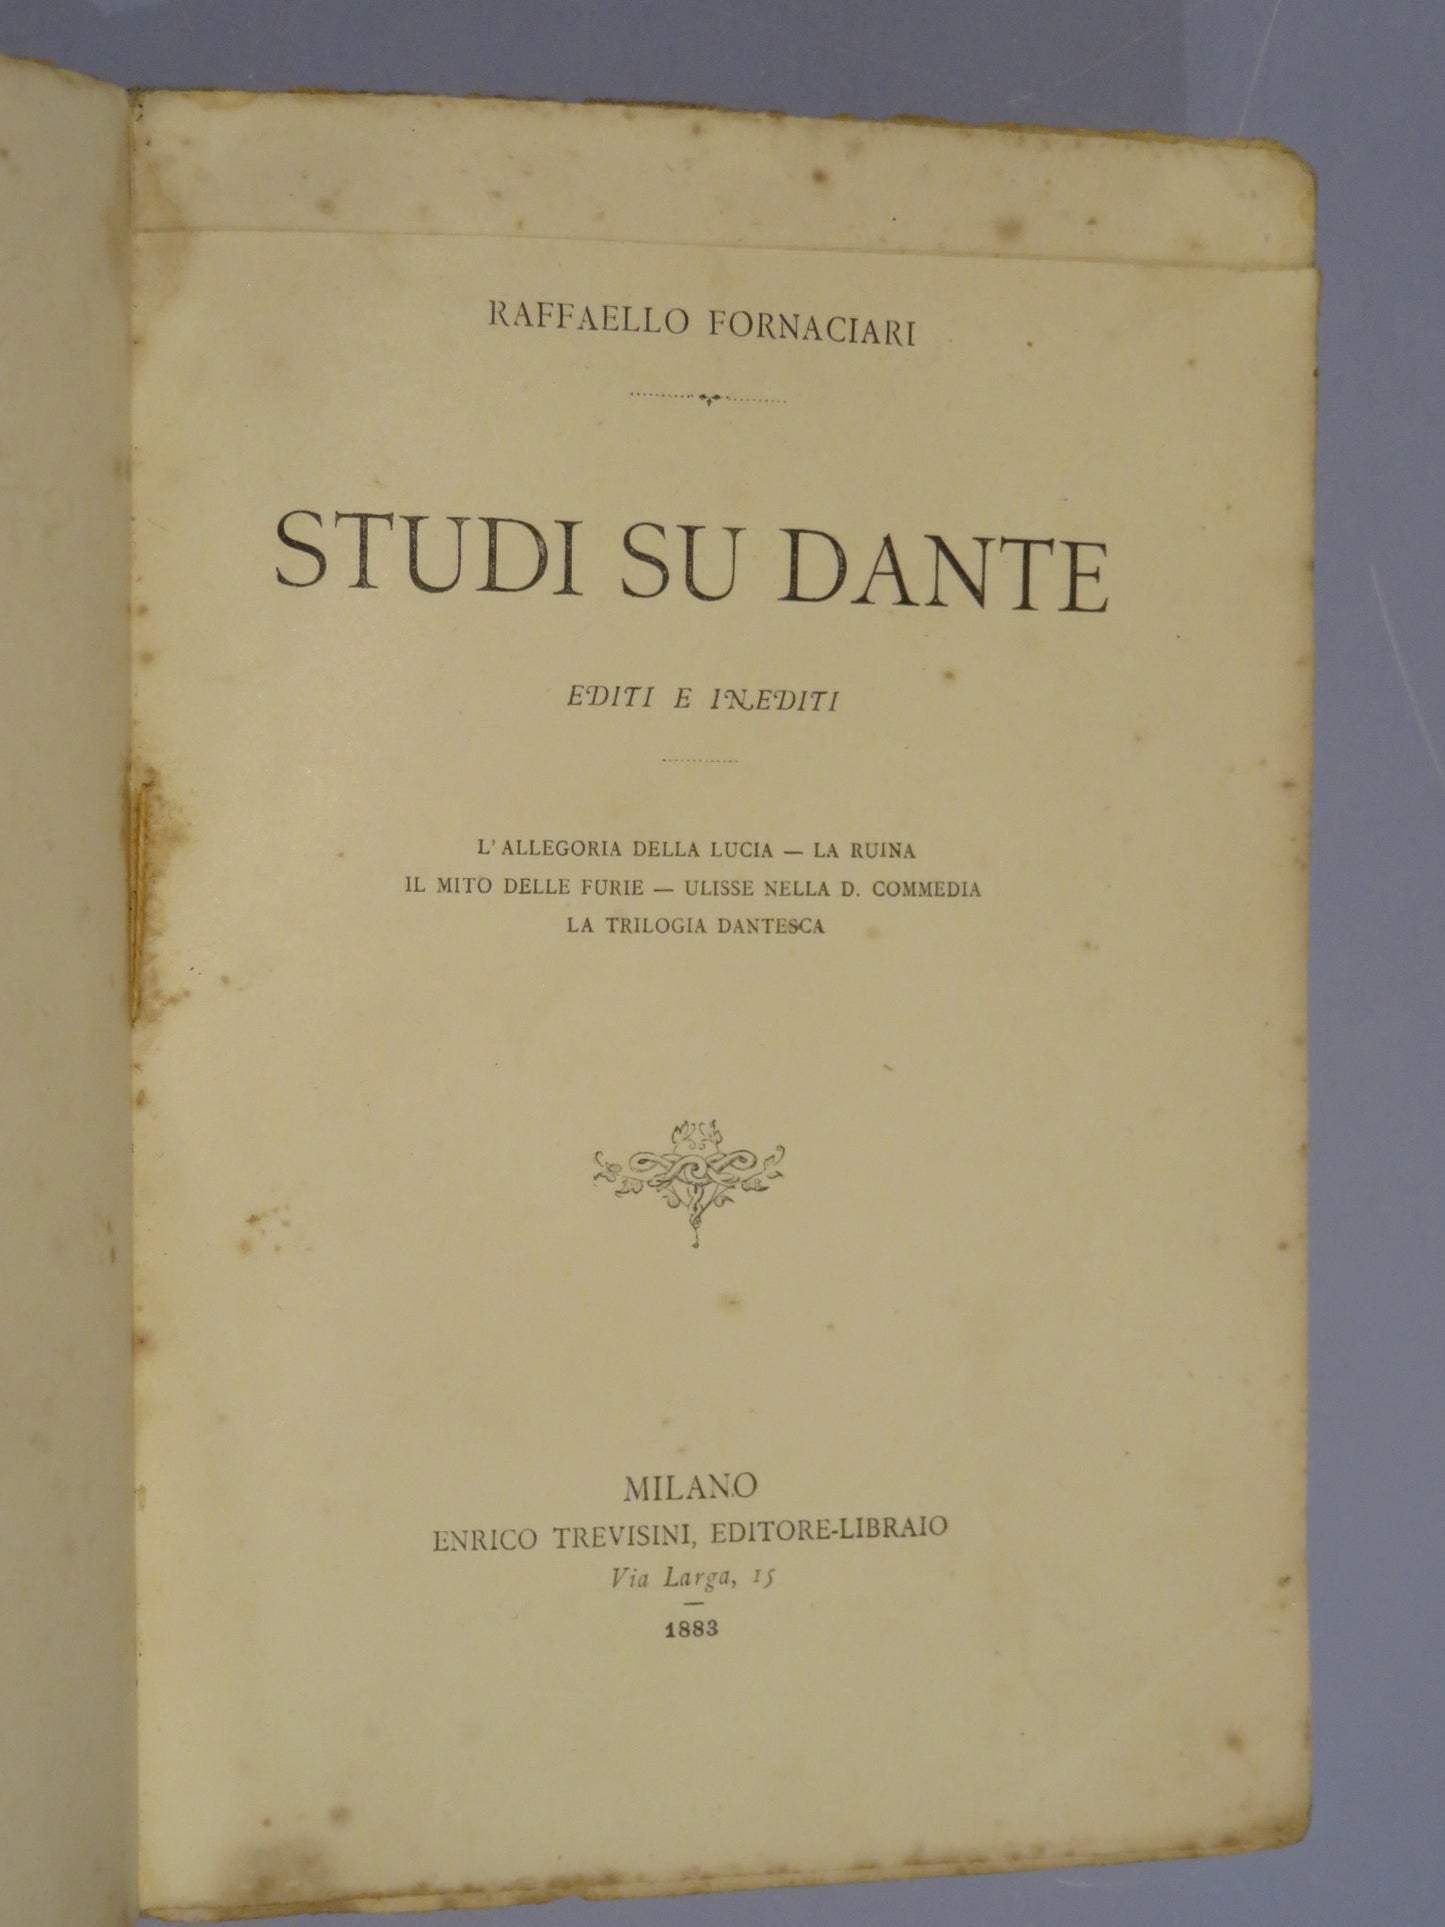 RAFFAELLO FORNACIARI
STUDI SU DANTE
EDITI E INEDITI
L'ALLEGORIA DELLA LUCIA — LA RUINA
IL MITO DELLE FURIE — ULISSE NELLA D. COMMEDIA
LA TRILOGIA DANTESCA
MILANO
ENRICO TREVISINI, EDITORE-LIBRAIO
Via Larga, 15
1883